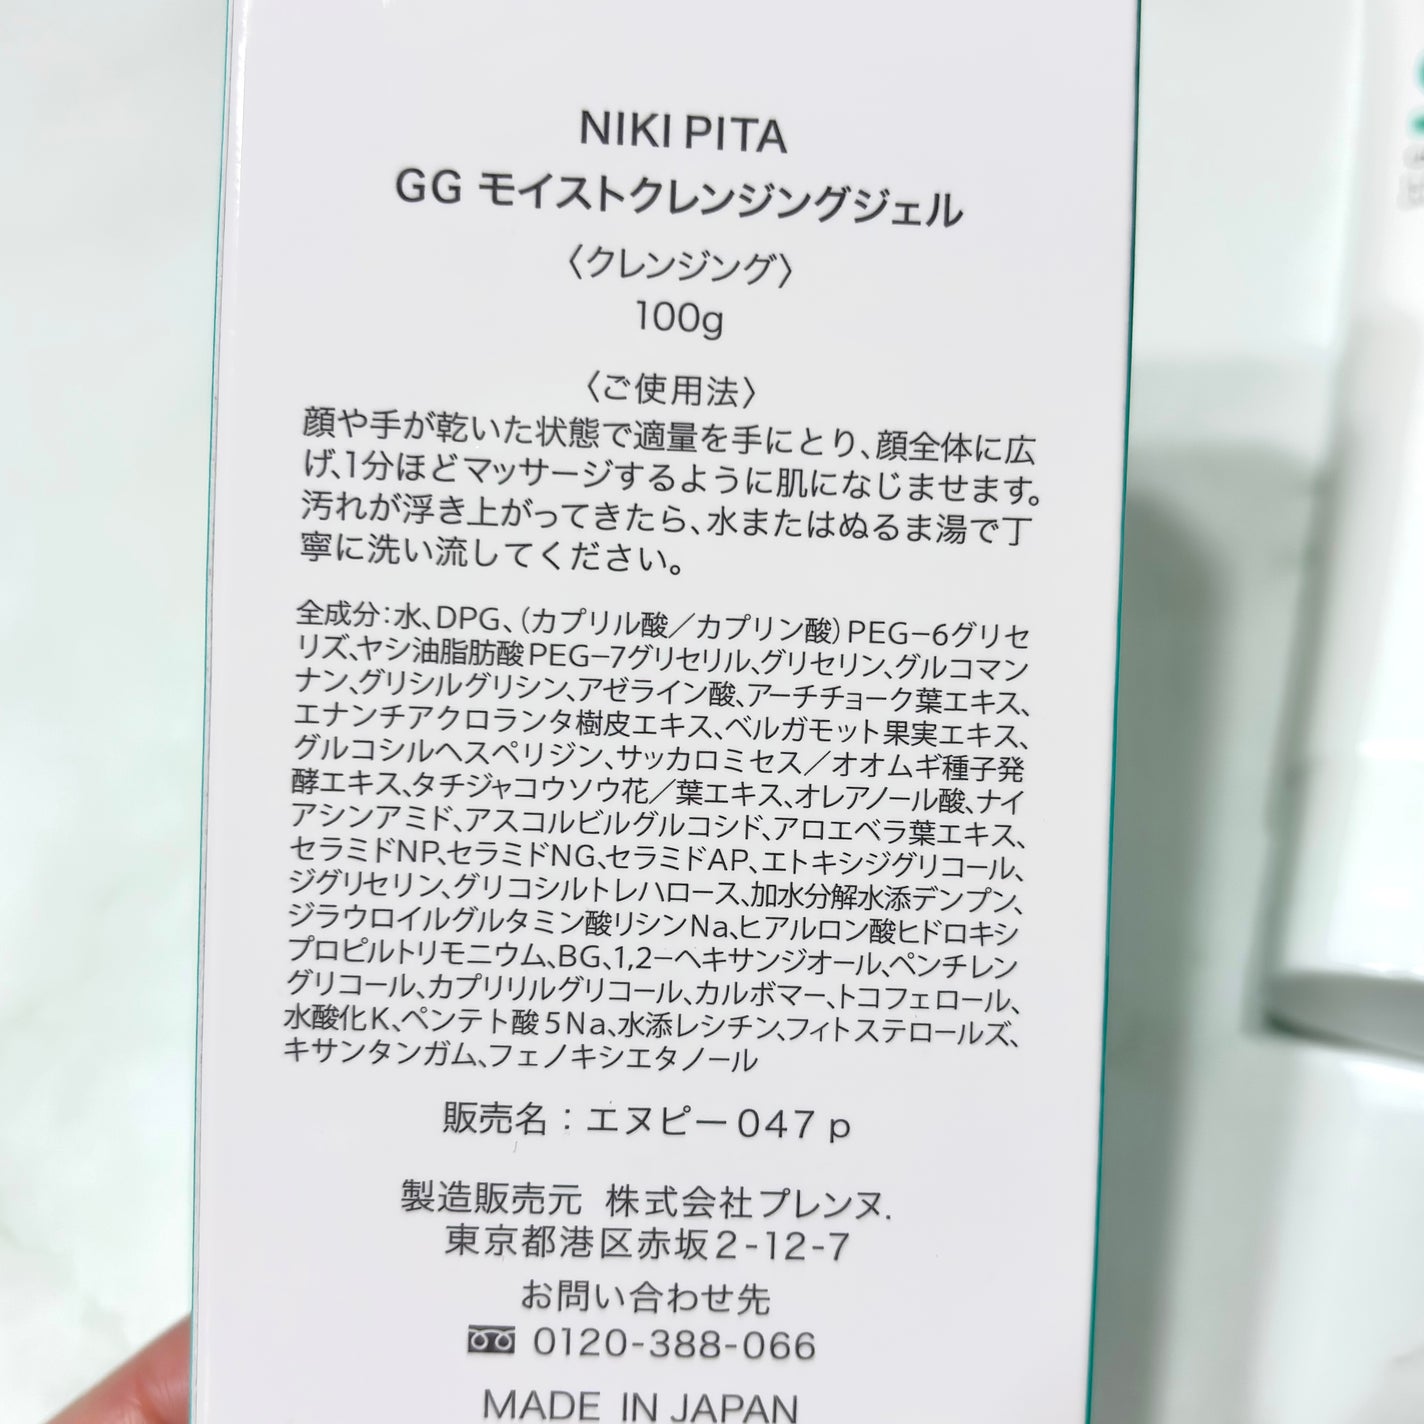 NIKI PITA
GG モイストクレンジングジェル
〈クレンジング〉
100g
〈ご使用法〉
顔や手が乾いた状態で適量を手にとり、顔全体に広
げ、1分ほどマッサージするように肌になじませます。
汚れが浮き上がってきたら、水またはぬるま湯で丁
寧に洗い流してください。
全成分：水、DPG、（カプリル酸／カプリン酸）PEG−6グリセ
リズ、ヤシ油脂肪酸PEG−7グリセリル、グリセリン、グルコマン
ナン、グリシルグリシン、アゼライン酸、アーチチョーク葉エキス、
エナンチアクロランタ樹皮エキス、ベルガモット果実エキス、
グルコシルヘスペリジン、サッカロミセス／オオムギ種子発
酵エキス、タチジャコウソウ花／葉エキス、オレアノール酸、ナイ
アシンアミド、アスコルビルグルコシド、アロエベラ葉エキス、
セラミドNP、セラミドNG、セラミドAP、エトキシジグリコール、
ジグリセリン、グリコシルトレハロース、加水分解水添デンプン、
ジラウロイルグルタミン酸リシンNa、ヒアルロン酸ヒドロキシ
プロピルトリモニウム、BG、1,2−ヘキサンジオール、ペンチレン
グリコール、カプリリルグリコール、カルボマー、トコフェロール、
水酸化K、ペンテト酸5Na、水添レシチン、フィトステロールズ、
キサンタンガム、フェノキシエタノール
販売名：エヌピー047p
製造販売元 株式会社プレンヌ.
東京都港区赤坂2-12-7
お問い合わせ先
0120-388-066
MADE IN JAPAN